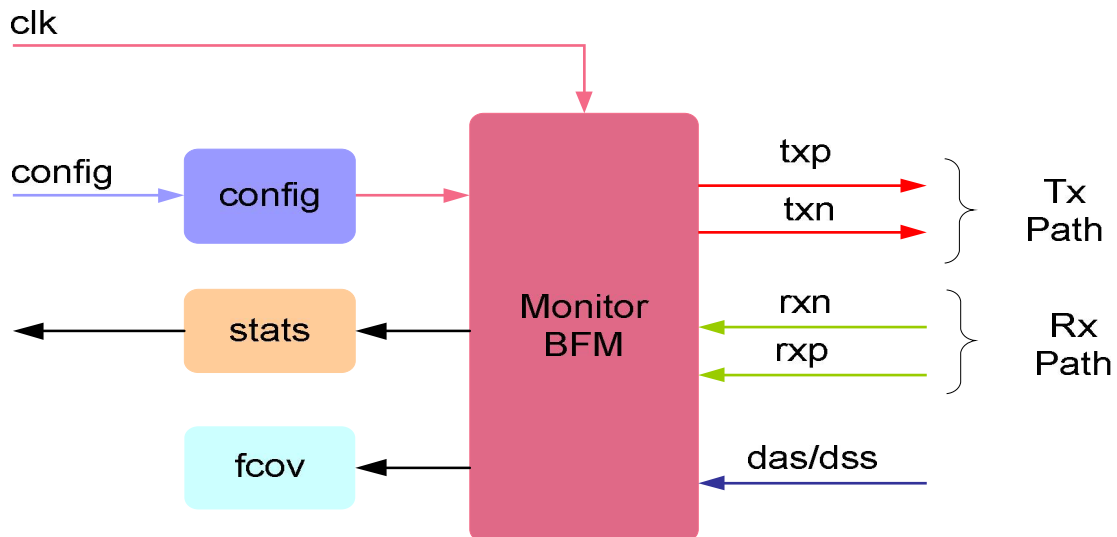 clk
config
config
stats
fcov
Monitor
BFM
txp
txn
Tx
Path
rxn
rxp
Rx
Path
das/dss